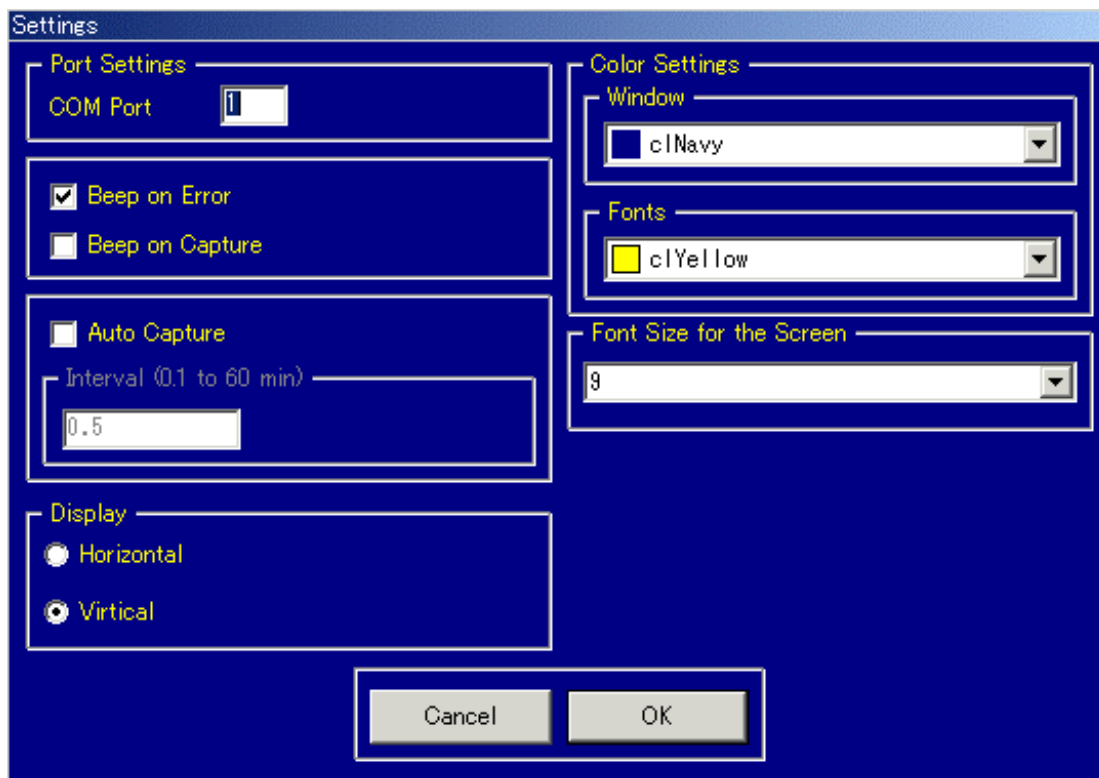 Settings
Port Settings
COM Port 1
Beep on Error
Beep on Capture
Auto Capture
Interval (0.1 to 60 min)
0.5
Display
Horizontal
Virtical
Color Settings
Window
clNavy
Fonts
clYellow
Font Size for the Screen
9
Cancel OK